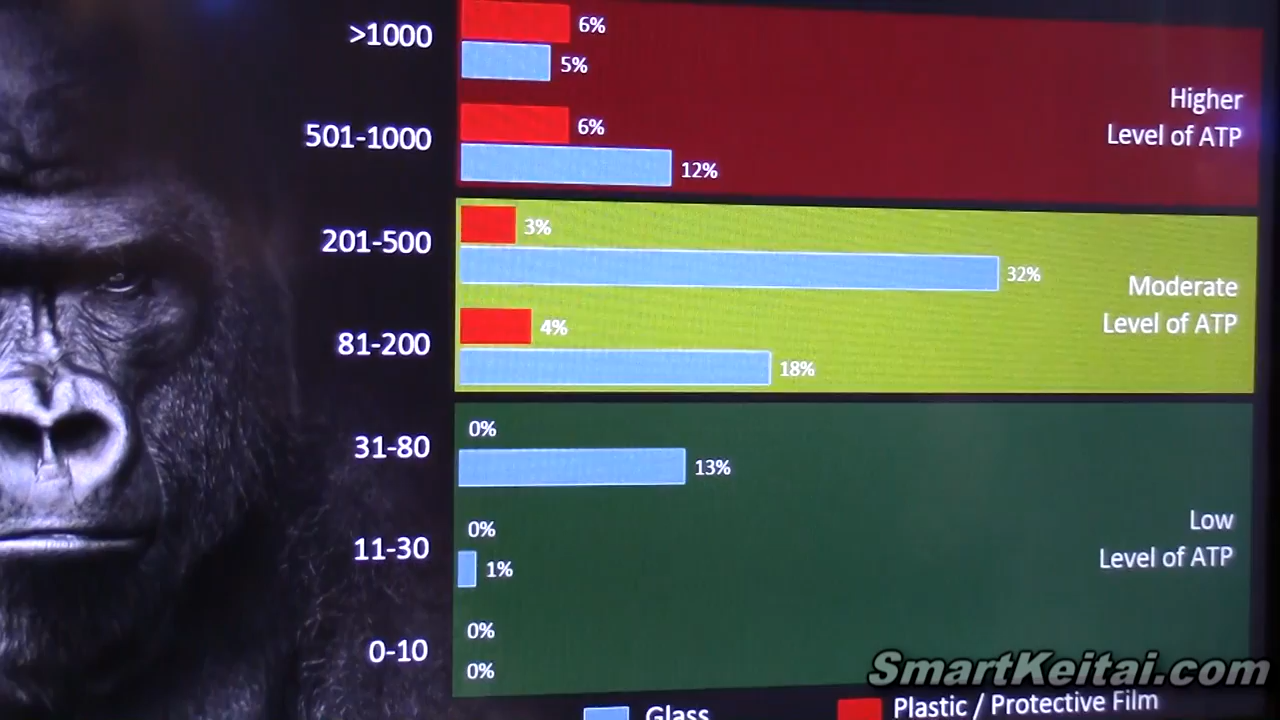 >1000
6%
5%
Higher
Level of ATP
501-1000
6%
12%
201-500
3%
32%
Moderate
Level of ATP
81-200
4%
18%
31-80
0%
13%
Low
Level of ATP
11-30
0%
1%
0-10
0%
0%
SmartKeitai.com
Glass
Plastic / Protective Film